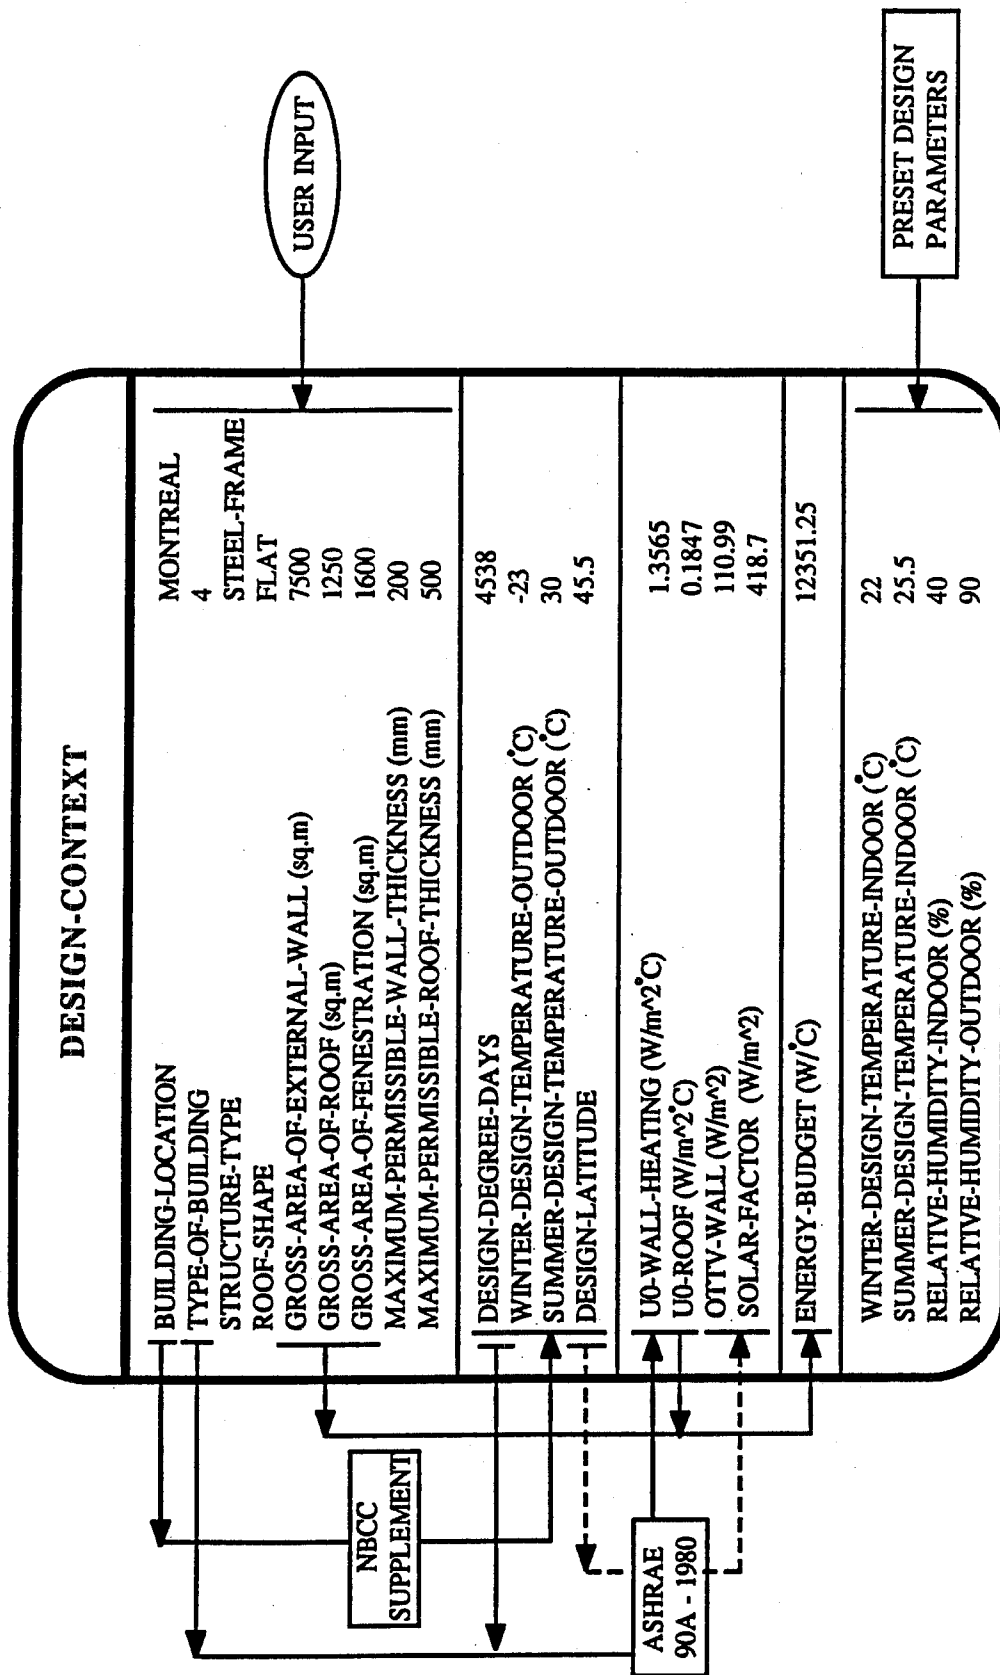 DESIGN-CONTEXT
BUILDING-LOCATION MONTREAL
TYPE-OF-BUILDING 4
STRUCTURE-TYPE STEEL-FRAME
ROOF-SHAPE FLAT
GROSS-AREA-OF-EXTERNAL-WALL (sq.m) 7500
GROSS-AREA-OF-ROOF (sq.m) 1250
GROSS-AREA-OF-FENESTRATION (sq.m) 1600
MAXIMUM-PERMISSIBLE-WALL-THICKNESS (mm) 200
MAXIMUM-PERMISSIBLE-ROOF-THICKNESS (mm) 500
DESIGN-DEGREE-DAYS 4538
WINTER-DESIGN-TEMPERATURE-OUTDOOR (°C) -23
SUMMER-DESIGN-TEMPERATURE-OUTDOOR (°C) 30
DESIGN-LATITUDE 45.5
U0-WALL-HEATING (W/m^2°C) 1.3565
U0-ROOF (W/m^2°C) 0.1847
OTTV-WALL (W/m^2) 110.99
SOLAR-FACTOR (W/m^2) 418.7
ENERGY-BUDGET (W/°C) 12351.25
WINTER-DESIGN-TEMPERATURE-INDOOR (°C) 22
SUMMER-DESIGN-TEMPERATURE-INDOOR (°C) 25.5
RELATIVE-HUMIDITY-INDOOR (%) 40
RELATIVE-HUMIDITY-OUTDOOR (%) 90
NBCC
SUPPLEMENT
ASHRAE
90A - 1980
USER INPUT
PRESET DESIGN
PARAMETERS